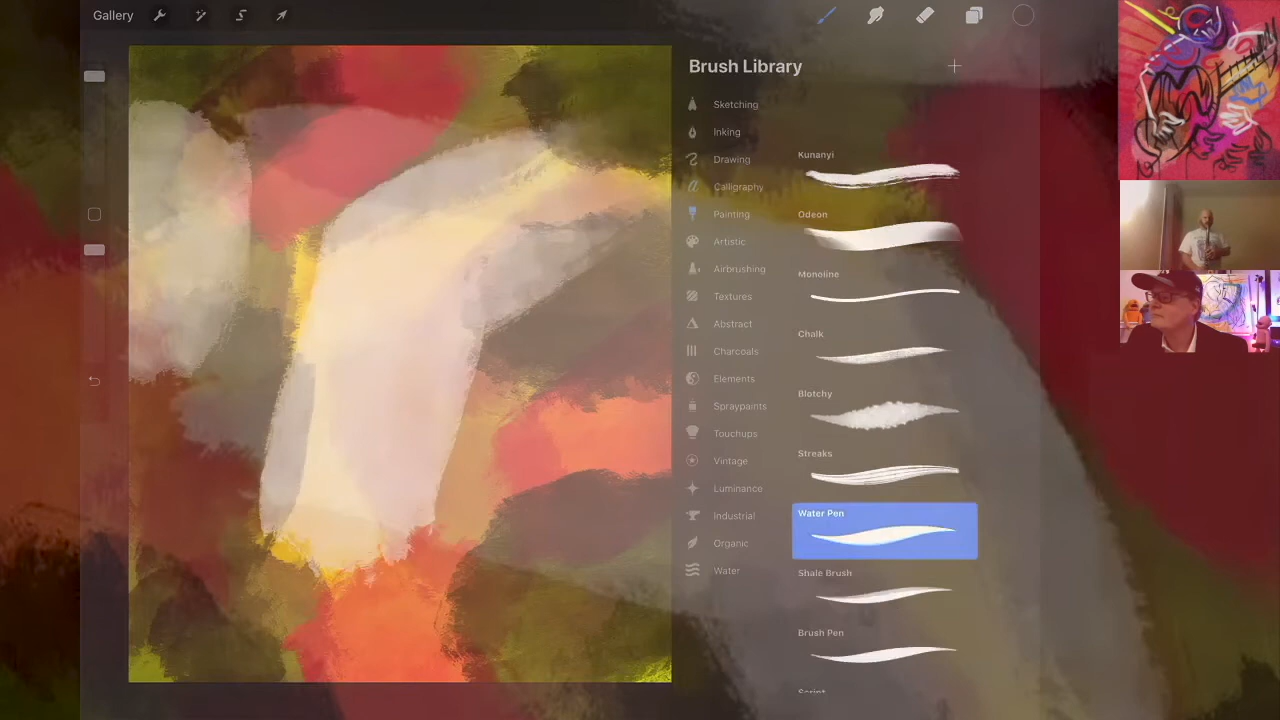 Gallery
Brush Library
Sketching
Inking
Drawing
Calligraphy
Painting
Artistic
Airbrushing
Textures
Abstract
Charcoals
Elements
Spraypaints
Touchups
Vintage
Luminance
Industrial
Organic
Water
Kunanyi
Odeon
Monoline
Chalk
Blotchy
Streaks
Water Pen
Shale Brush
Brush Pen
Script